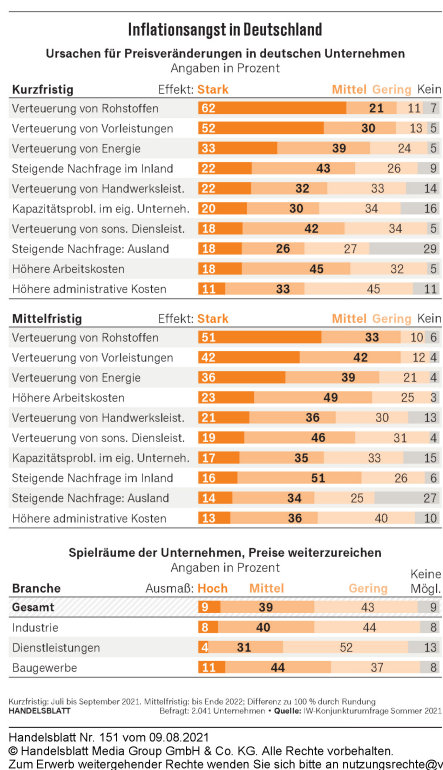 Inflationsangst in Deutschland
Ursachen für Preisveränderungen in deutschen Unternehmen
Angaben in Prozent
Kurzfristig Effekt: Stark Mittel Gering Kein
Verteuerung von Rohstoffen 62 21 11 7
Verteuerung von Vorleistungen 52 30 13 5
Verteuerung von Energie 33 39 24 5
Steigende Nachfrage im Inland 22 43 26 9
Verteuerung von Handwerksleist. 22 32 33 14
Kapazitätsprobl. im eig. Unterneh. 20 30 34 16
Verteuerung von sons. Diensleist. 18 42 34 5
Steigende Nachfrage: Ausland 18 26 27 29
Höhere Arbeitskosten 18 45 32 5
Höhere administrative Kosten 11 33 45 11
Mittelfristig Effekt: Stark Mittel Gering Kein
Verteuerung von Rohstoffen 51 33 10 6
Verteuerung von Vorleistungen 42 42 12 4
Verteuerung von Energie 36 39 21 4
Höhere Arbeitskosten 23 49 25 3
Verteuerung von Handwerksleist. 21 36 30 13
Verteuerung von sons. Diensleist. 19 46 31 4
Kapazitätsprobl. im eig. Unterneh. 17 35 33 15
Steigende Nachfrage im Inland 16 51 26 6
Steigende Nachfrage: Ausland 14 34 25 27
Höhere administrative Kosten 13 36 40 10
Spielräume der Unternehmen, Preise weiterzureichen
Angaben in Prozent
Branche Ausmaß: Hoch Mittel Gering Keine Mögl.
Gesamt 9 39 43 9
Industrie 8 40 44 8
Dienstleistungen 4 31 52 13
Baugewerbe 11 44 37 8
Kurzfristig: Juli bis September 2021. Mittelfristig: bis Ende 2022; Differenz zu 100 % durch Rundung
HANDELSBLATT Befragt: 2.041 Unternehmen • Quelle: IW-Konjunkturumfrage Sommer 2021
Handelsblatt Nr. 151 vom 09.08.2021
© Handelsblatt Media Group GmbH & Co. KG. Alle Rechte vorbehalten.
Zum Erwerb weitergehender Rechte wenden Sie sich bitte an nutzungsrechte@v